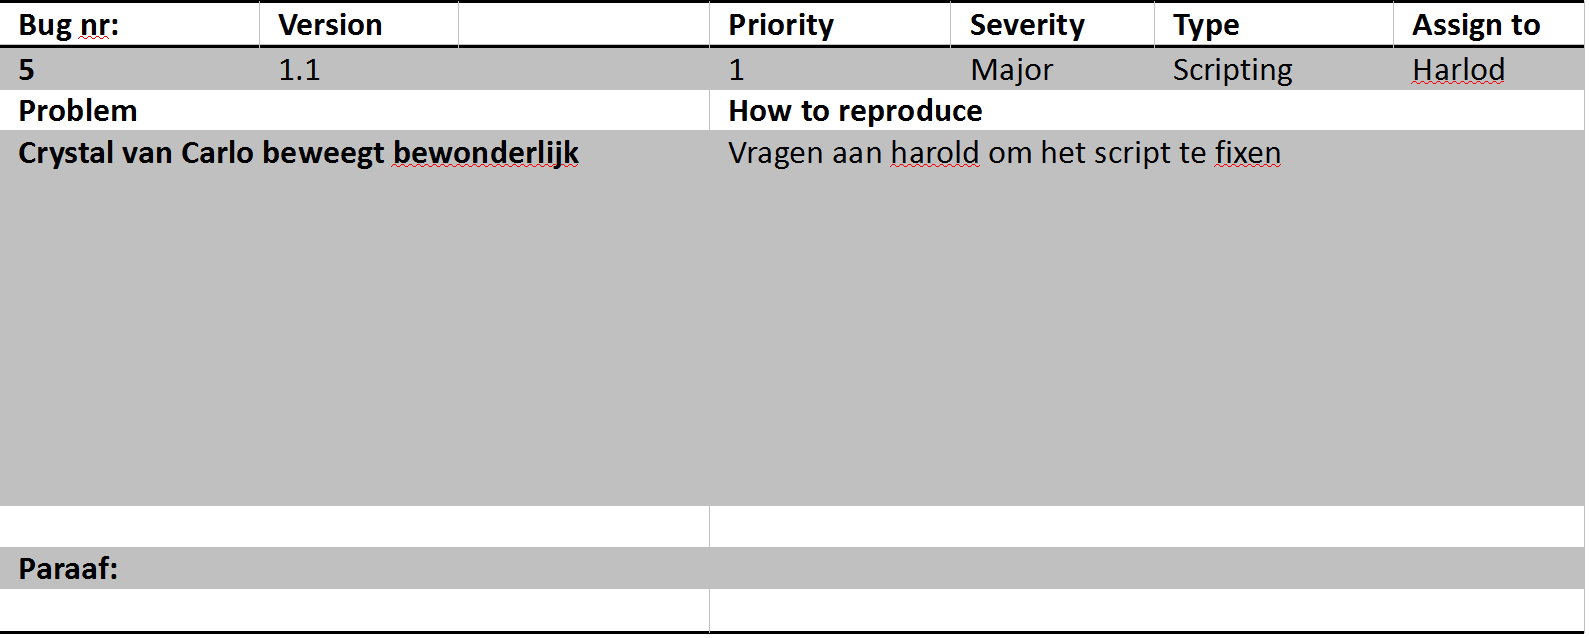 Bug nr: Version Priority Severity Type Assign to
5 1.1 1 Major Scripting Harlod
Problem How to reproduce
Crystal van Carlo beweegt bewonderlijk Vragen aan harold om het script te fixen
Paraaf: